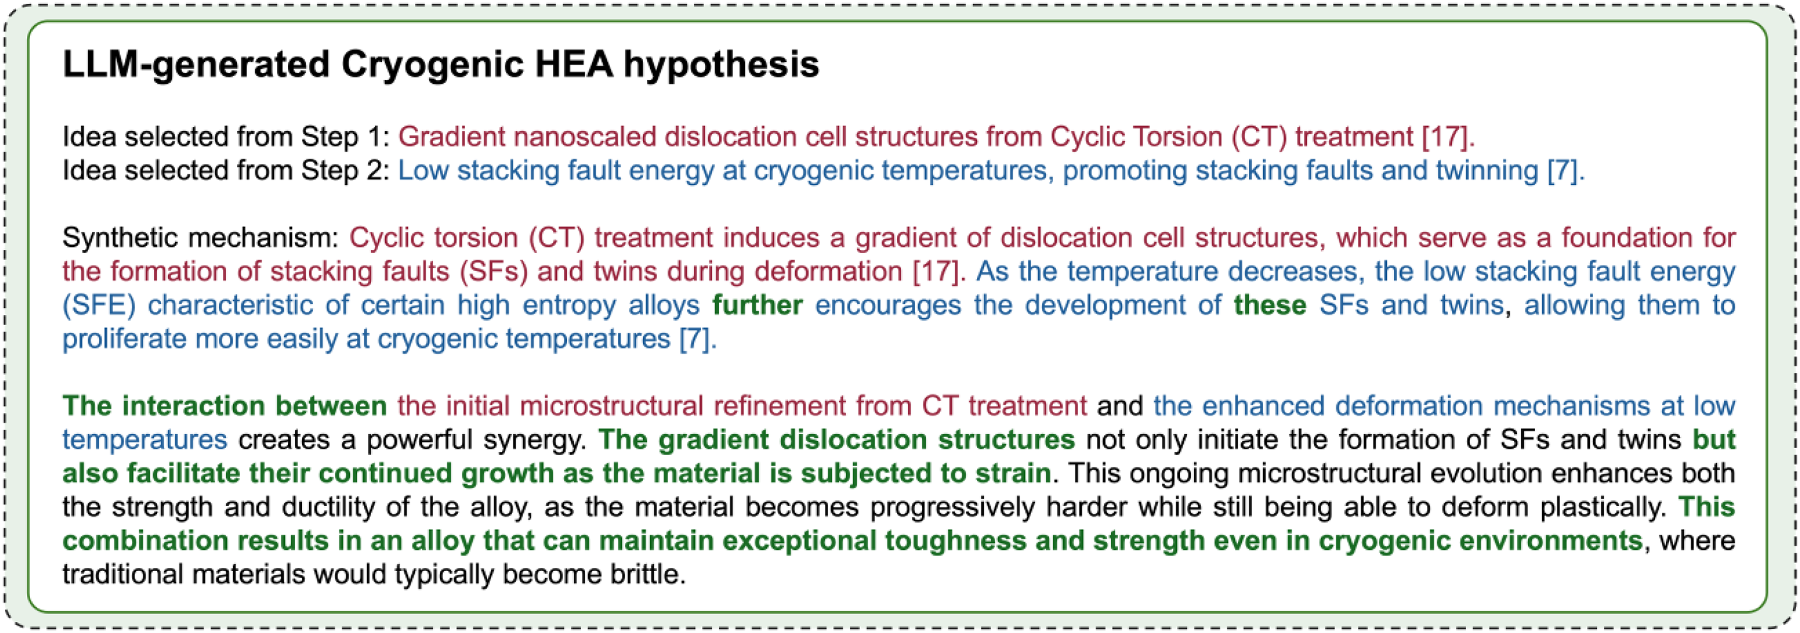 LLM-generated Cryogenic HEA hypothesis
Idea selected from Step 1: Gradient nanoscaled dislocation cell structures from Cyclic Torsion (CT) treatment [17].
Idea selected from Step 2: Low stacking fault energy at cryogenic temperatures, promoting stacking faults and twinning [7].
Synthetic mechanism: Cyclic torsion (CT) treatment induces a gradient of dislocation cell structures, which serve as a foundation for
the formation of stacking faults (SFs) and twins during deformation [17]. As the temperature decreases, the low stacking fault energy
(SFE) characteristic of certain high entropy alloys further encourages the development of these SFs and twins, allowing them to
proliferate more easily at cryogenic temperatures [7].
The interaction between the initial microstructural refinement from CT treatment and the enhanced deformation mechanisms at low
temperatures creates a powerful synergy. The gradient dislocation structures not only initiate the formation of SFs and twins but
also facilitate their continued growth as the material is subjected to strain. This ongoing microstructural evolution enhances both
the strength and ductility of the alloy, as the material becomes progressively harder while still being able to deform plastically. This
combination results in an alloy that can maintain exceptional toughness and strength even in cryogenic environments, where
traditional materials would typically become brittle.